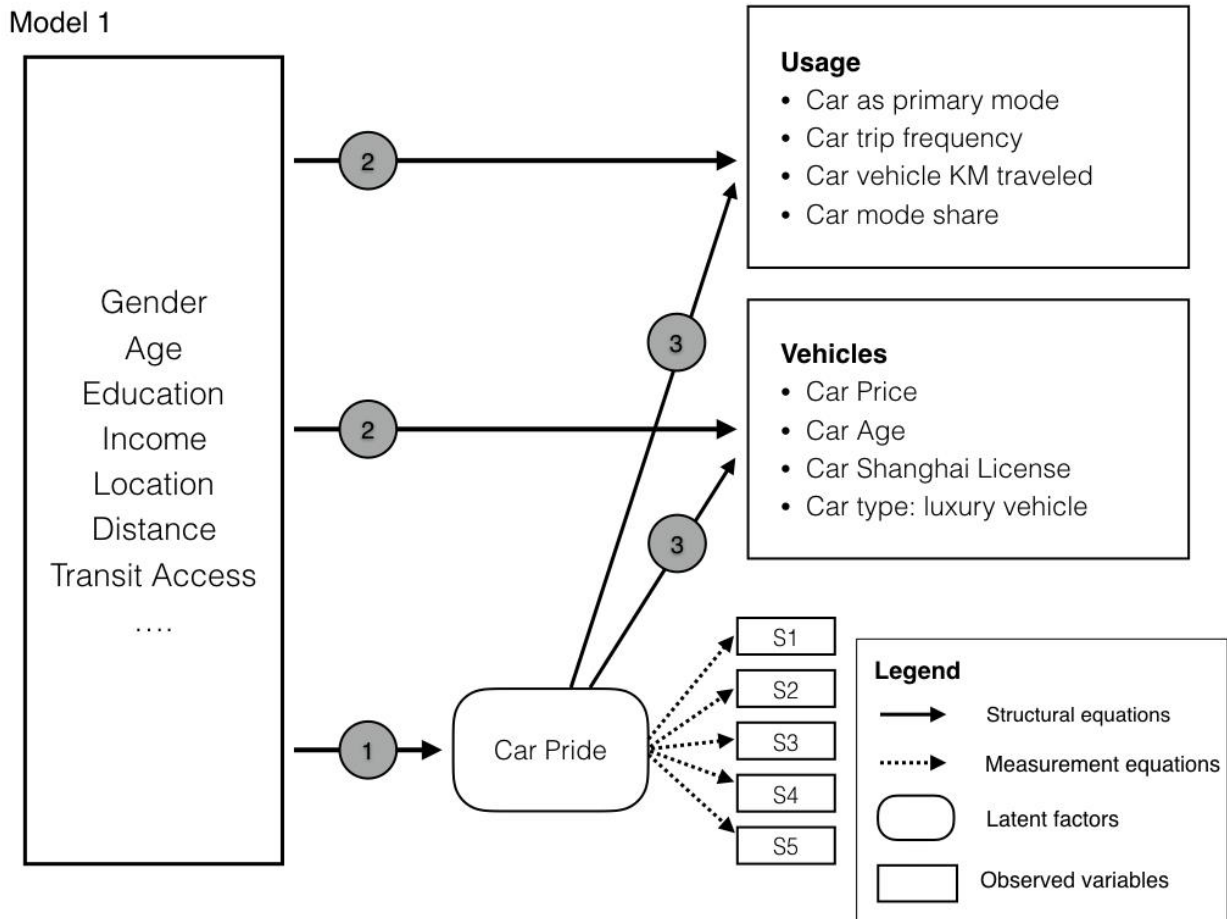 Model 1
Gender
Age
Education
Income
Location
Distance
Transit Access
....
2
2
1
3
3
Usage
• Car as primary mode
• Car trip frequency
• Car vehicle KM traveled
• Car mode share
Vehicles
• Car Price
• Car Age
• Car Shanghai License
• Car type: luxury vehicle
Car Pride
S1
S2
S3
S4
S5
Legend
Structural equations
Measurement equations
Latent factors
Observed variables